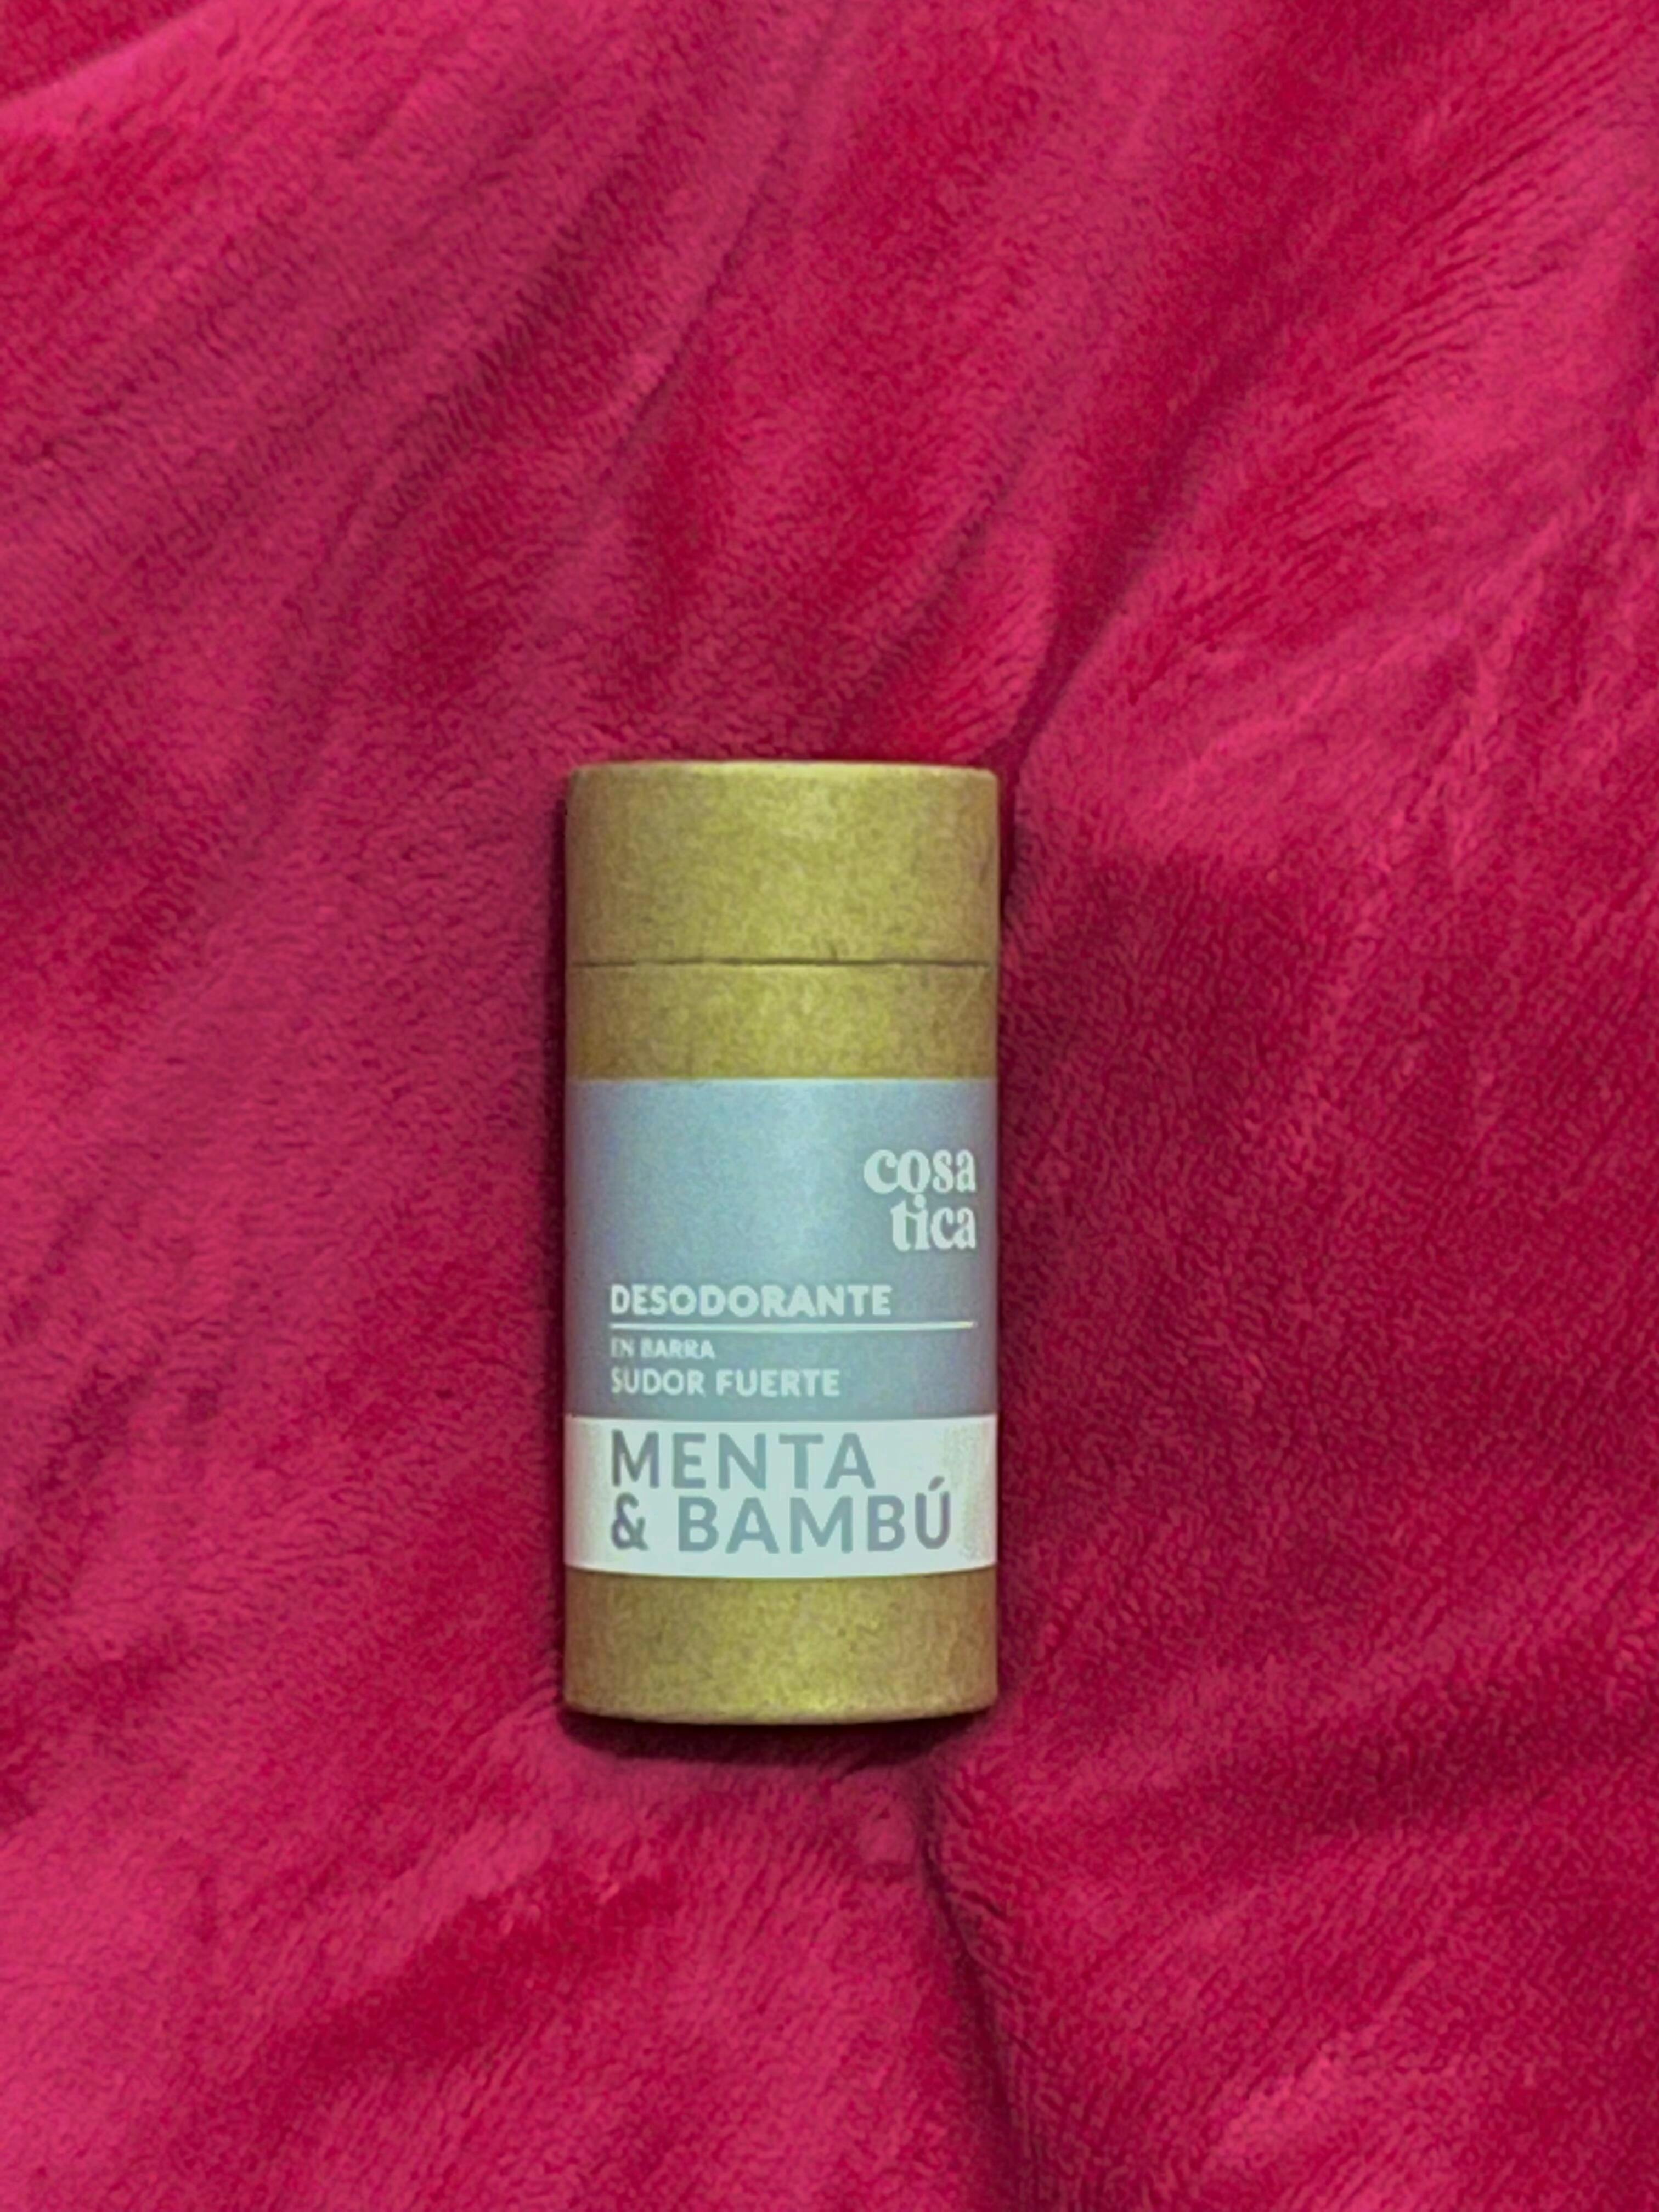 cosa
tica
DESODORANTE
EN BARRA
SUDOR FUERTE
MENTA
& BAMBÚ